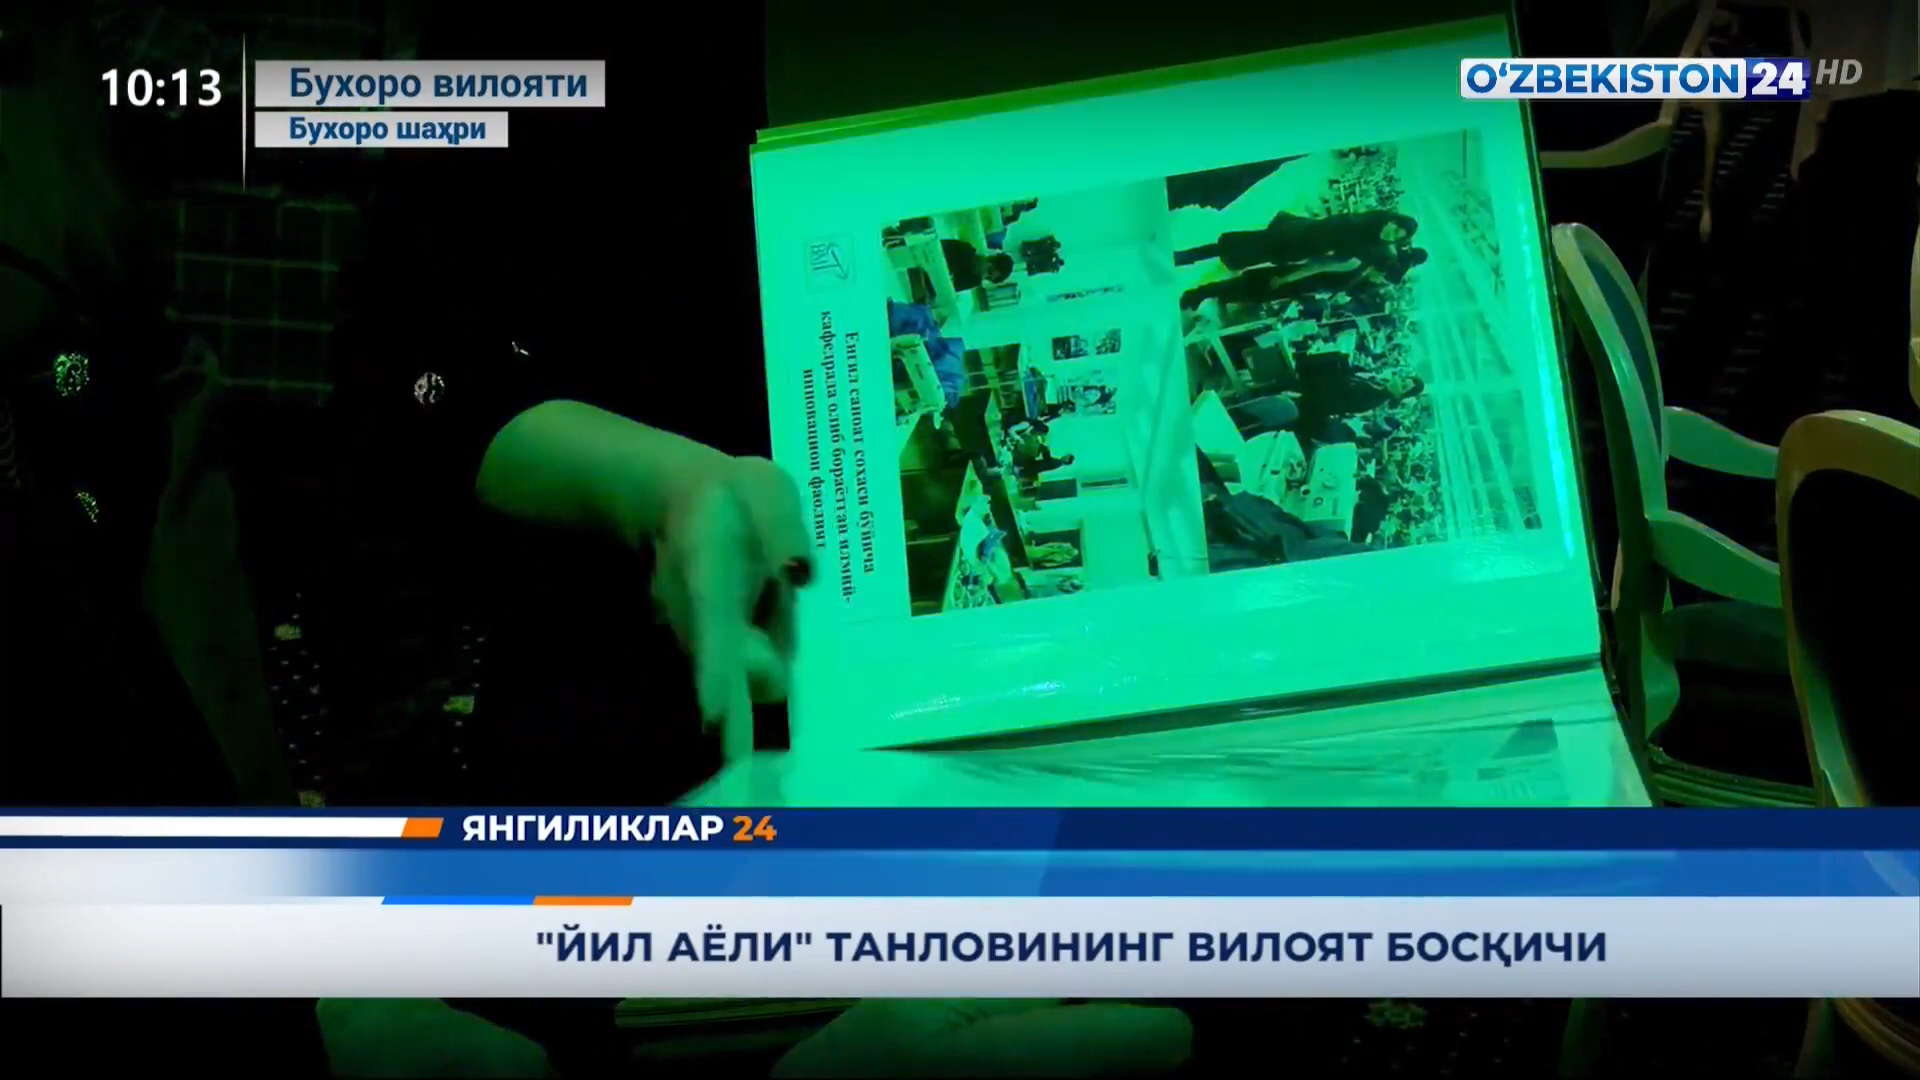 10:13
Бухоро вилояти
Бухоро шаҳри
OʻZBEKISTON 24 HD
Енгил саноат соҳаси бўйича
кафедрада олиб борилаётган илмий-
инновацион фаолият
ЯНГИЛИКЛАР 24
"ЙИЛ АЁЛИ" ТАНЛОВИНИНГ ВИЛОЯТ БОСҚИЧИ